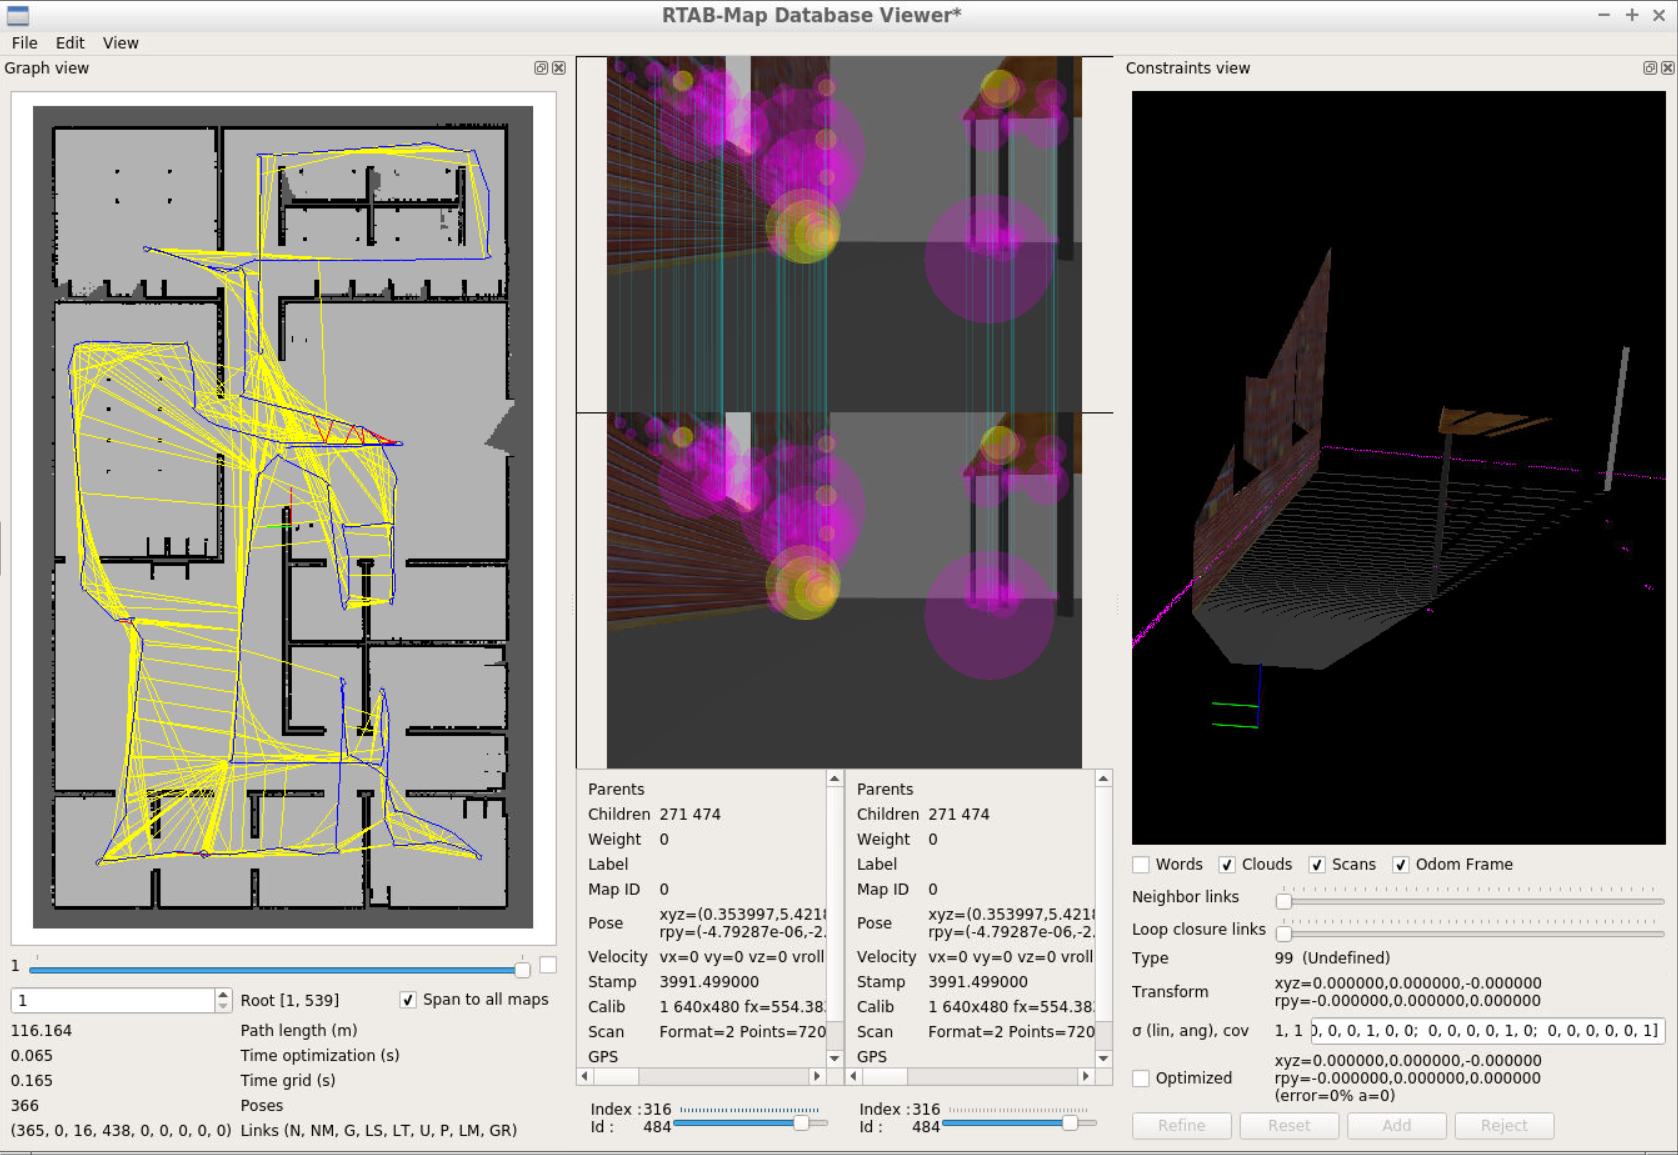 RTAB-Map Database Viewer*
File Edit View
Graph view
1
1 Root [1, 539] Span to all maps
116.164 Path length (m)
0.065 Time optimization (s)
0.165 Time grid (s)
366 Poses
(365, 0, 16, 438, 0, 0, 0, 0, 0) Links (N, NM, G, LS, LT, U, P, LM, GR)
Parents
Children 271 474
Weight 0
Label
Map ID 0
Pose xyz=(0.353997,5.421
rpy=(-4.79287e-06,-2.
Velocity vx=0 vy=0 vz=0 vroll
Stamp 3991.499000
Calib 1 640x480 fx=554.38
Scan Format=2 Points=720
GPS
Index : 316
Id : 484
Parents
Children 271 474
Weight 0
Label
Map ID 0
Pose xyz=(0.353997,5.421
rpy=(-4.79287e-06,-2.
Velocity vx=0 vy=0 vz=0 vroll
Stamp 3991.499000
Calib 1 640x480 fx=554.38
Scan Format=2 Points=720
GPS
Index : 316
Id : 484
Constraints view
Words Clouds Scans Odom Frame
Neighbor links
Loop closure links
Type 99 (Undefined)
Transform xyz=0.000000,0.000000,-0.000000
rpy=-0.000000,0.000000,0.000000
σ (lin, ang), cov 1, 1 0, 0, 0, 1, 0, 0; 0, 0, 0, 0, 1, 0; 0, 0, 0, 0, 0, 1]
Optimized xyz=0.000000,0.000000,-0.000000
rpy=-0.000000,0.000000,0.000000
(error=0% a=0)
Refine Reset Add Reject